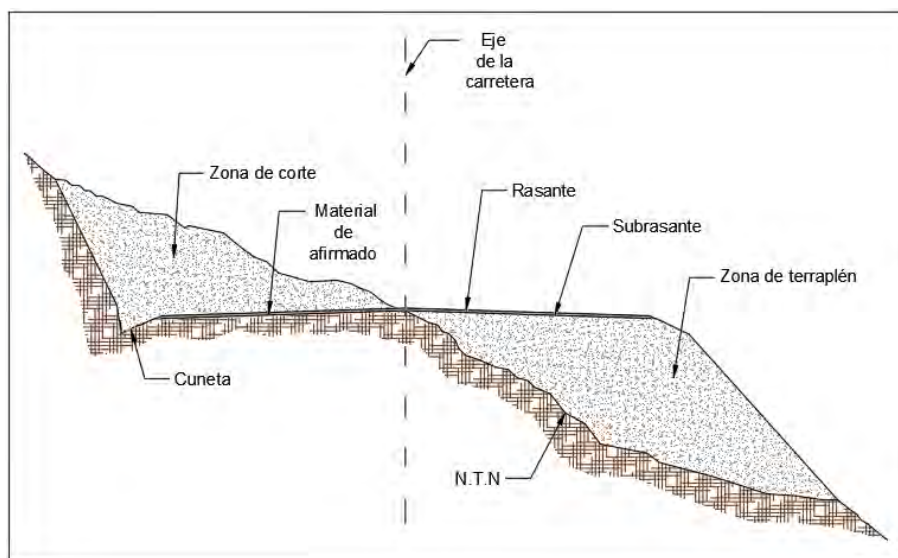 Eje
de la
carretera
Zona de corte
Material
de
afirmado
Rasante
Subrasante
Zona de terraplén
Cuneta
N.T.N